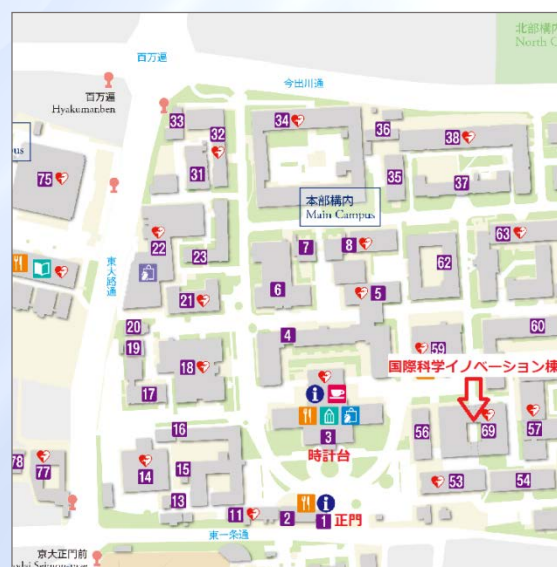 北部構内
North C
百万遍
今出川通
百万遍
Hyakumanben
33
32
34
36
38
us
75
31
本部構内
Main Campus
35
37
22
7
8
63
23
62
東大路通
21
6
5
20
4
60
19
59
18
国際科学イノベーション棟
17
16
3
56
69
57
時計台
78
77
14
15
53
54
13
11
2
1
正門
東一条通
京大正門前